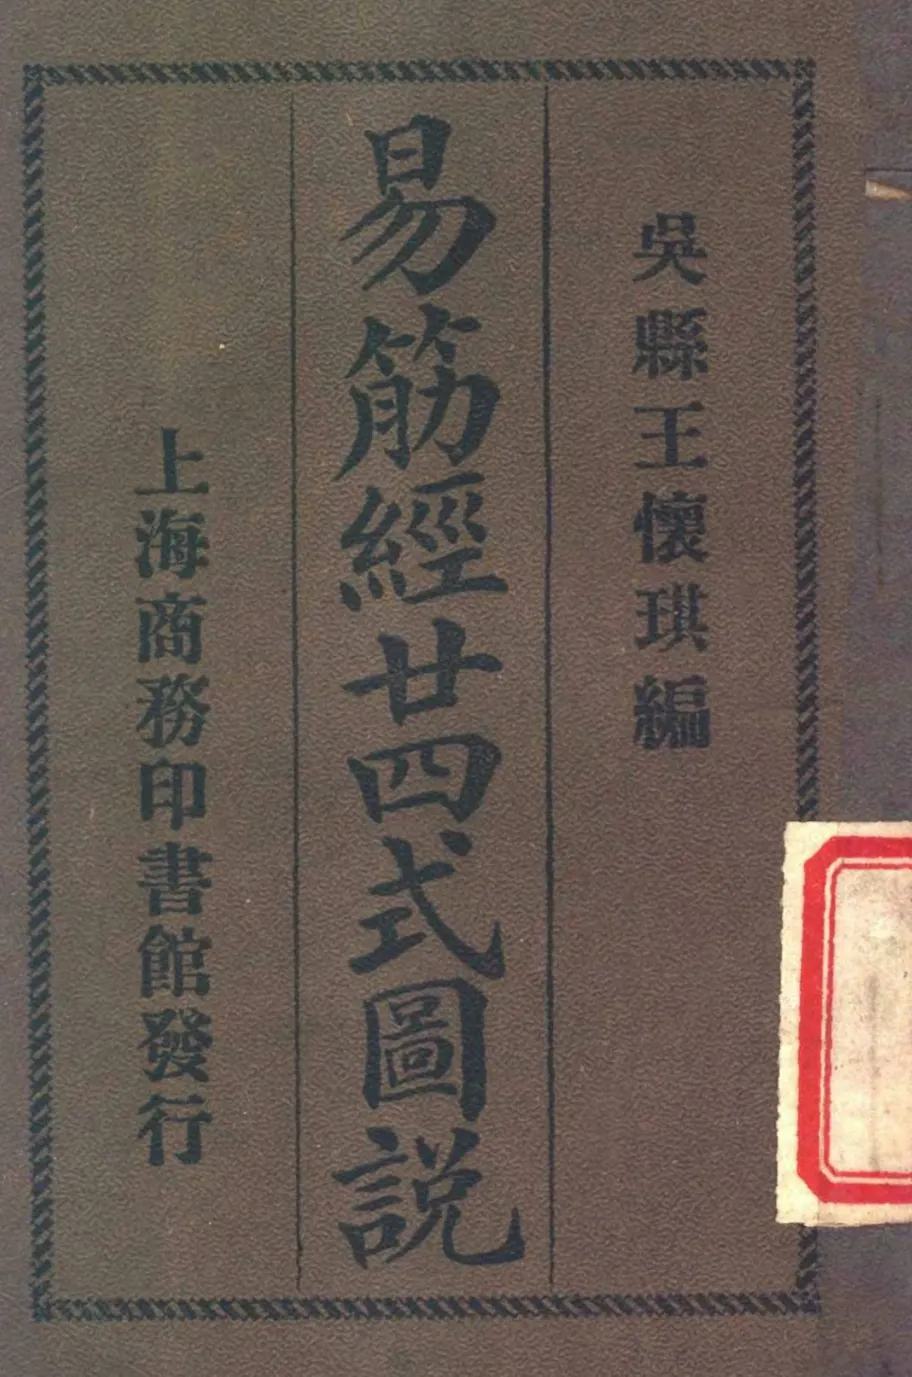 吳縣王懷琪編
易筋經廿四式圖説
上海商務印書館發行